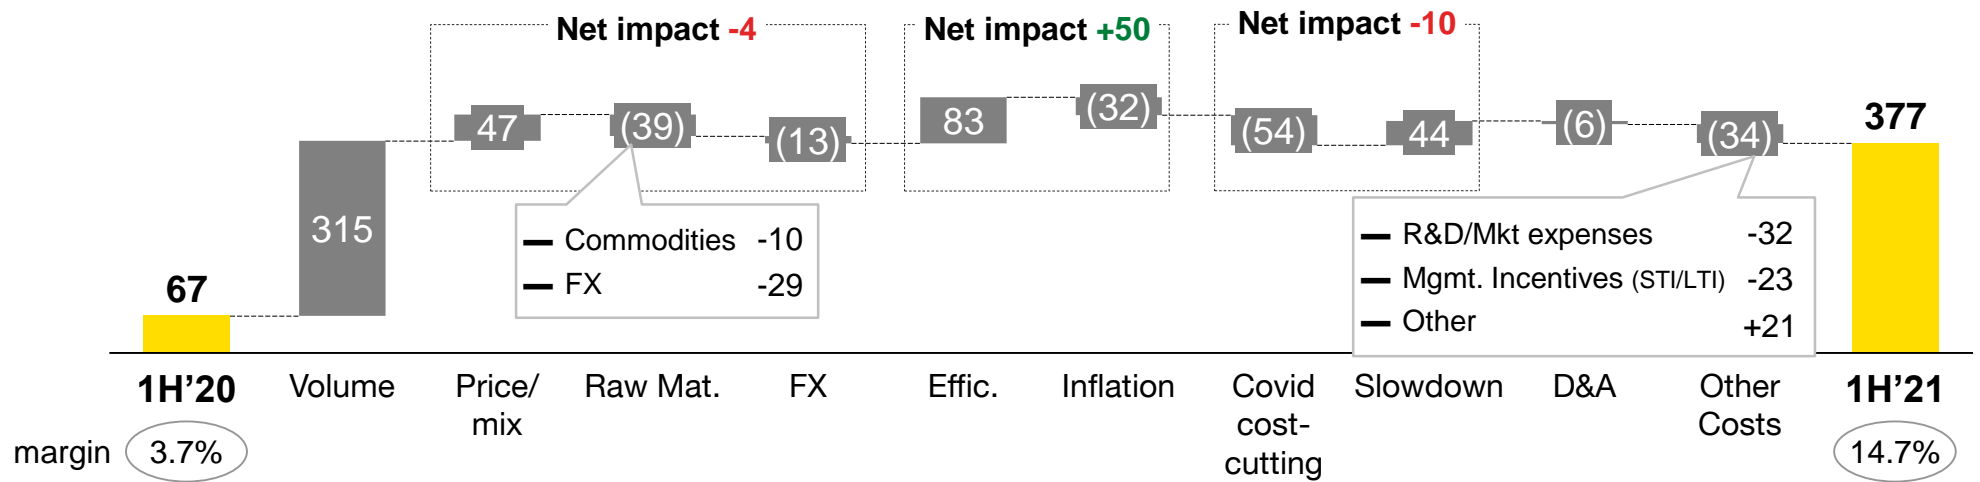 Net impact -4
Net impact +50
Net impact -10
67
315
47
(39)
(13)
83
(32)
(54)
44
(6)
(34)
377
Commodities -10
FX -29
R&D/Mkt expenses -32
Mgmt. Incentives (STI/LTI) -23
Other +21
1H’20
Volume
Price/
mix
Raw Mat.
FX
Effic.
Inflation
Covid
cost-
cutting
Slowdown
D&A
Other
Costs
1H’21
margin 3.7%
14.7%